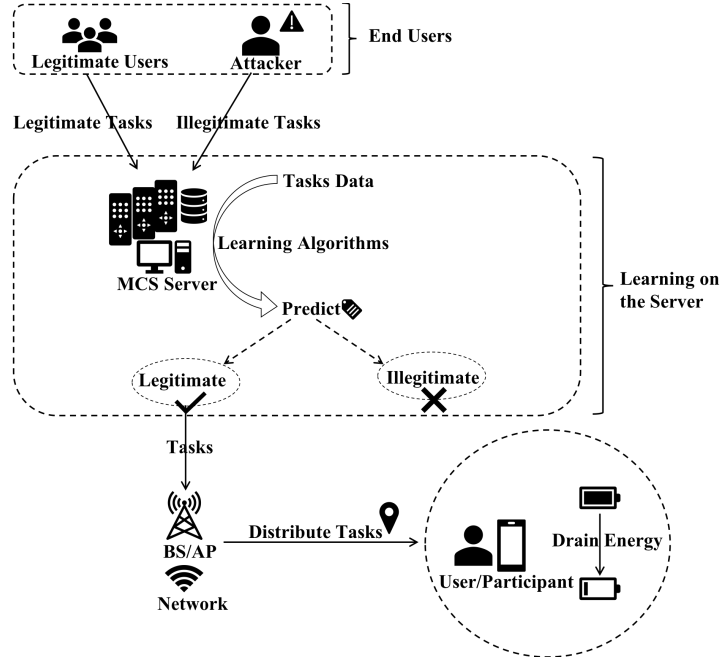 End Users
Legitimate Users
Attacker
Legitimate Tasks
Illegitimate Tasks
Tasks Data
Learning Algorithms
MCS Server
Learning on
the Server
Predict
Legitimate
Illegitimate
Tasks
Distribute Tasks
BS/AP
Network
Drain Energy
User/Participant